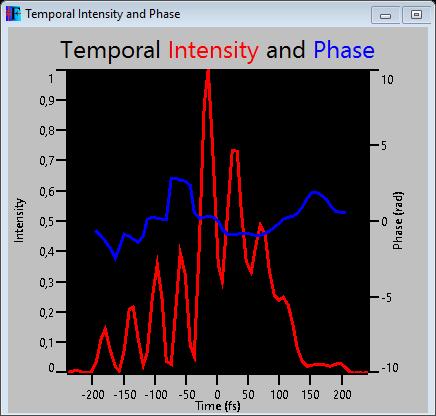 Temporal Intensity and Phase
Temporal Intensity and Phase
1
0,9
0,8
0,7
0,6
0,5
0,4
0,3
0,2
0,1
0
Intensity
10
5
0
-5
-10
Phase (rad)
-200 -150 -100 -50 0 50 100 150 200
Time (fs)